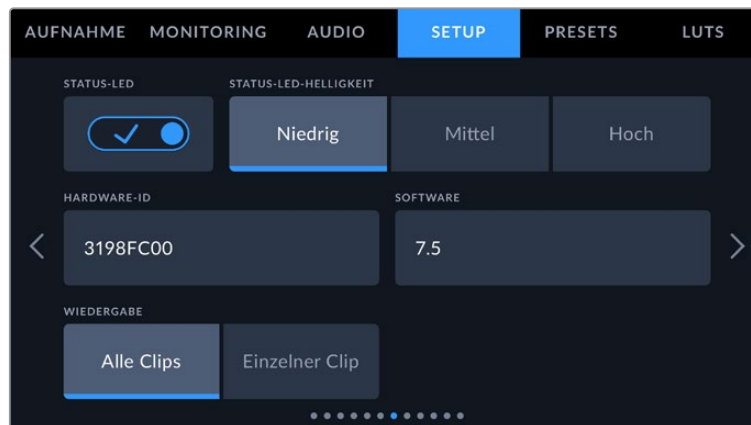 AUFNAHME MONITORING AUDIO SETUP PRESETS LUTS
STATUS-LED STATUS-LED-HELLIGKEIT
Niedrig Mittel Hoch
HARDWARE-ID SOFTWARE
3198FC00 7.5
WIEDERGABE
Alle Clips Einzelner Clip